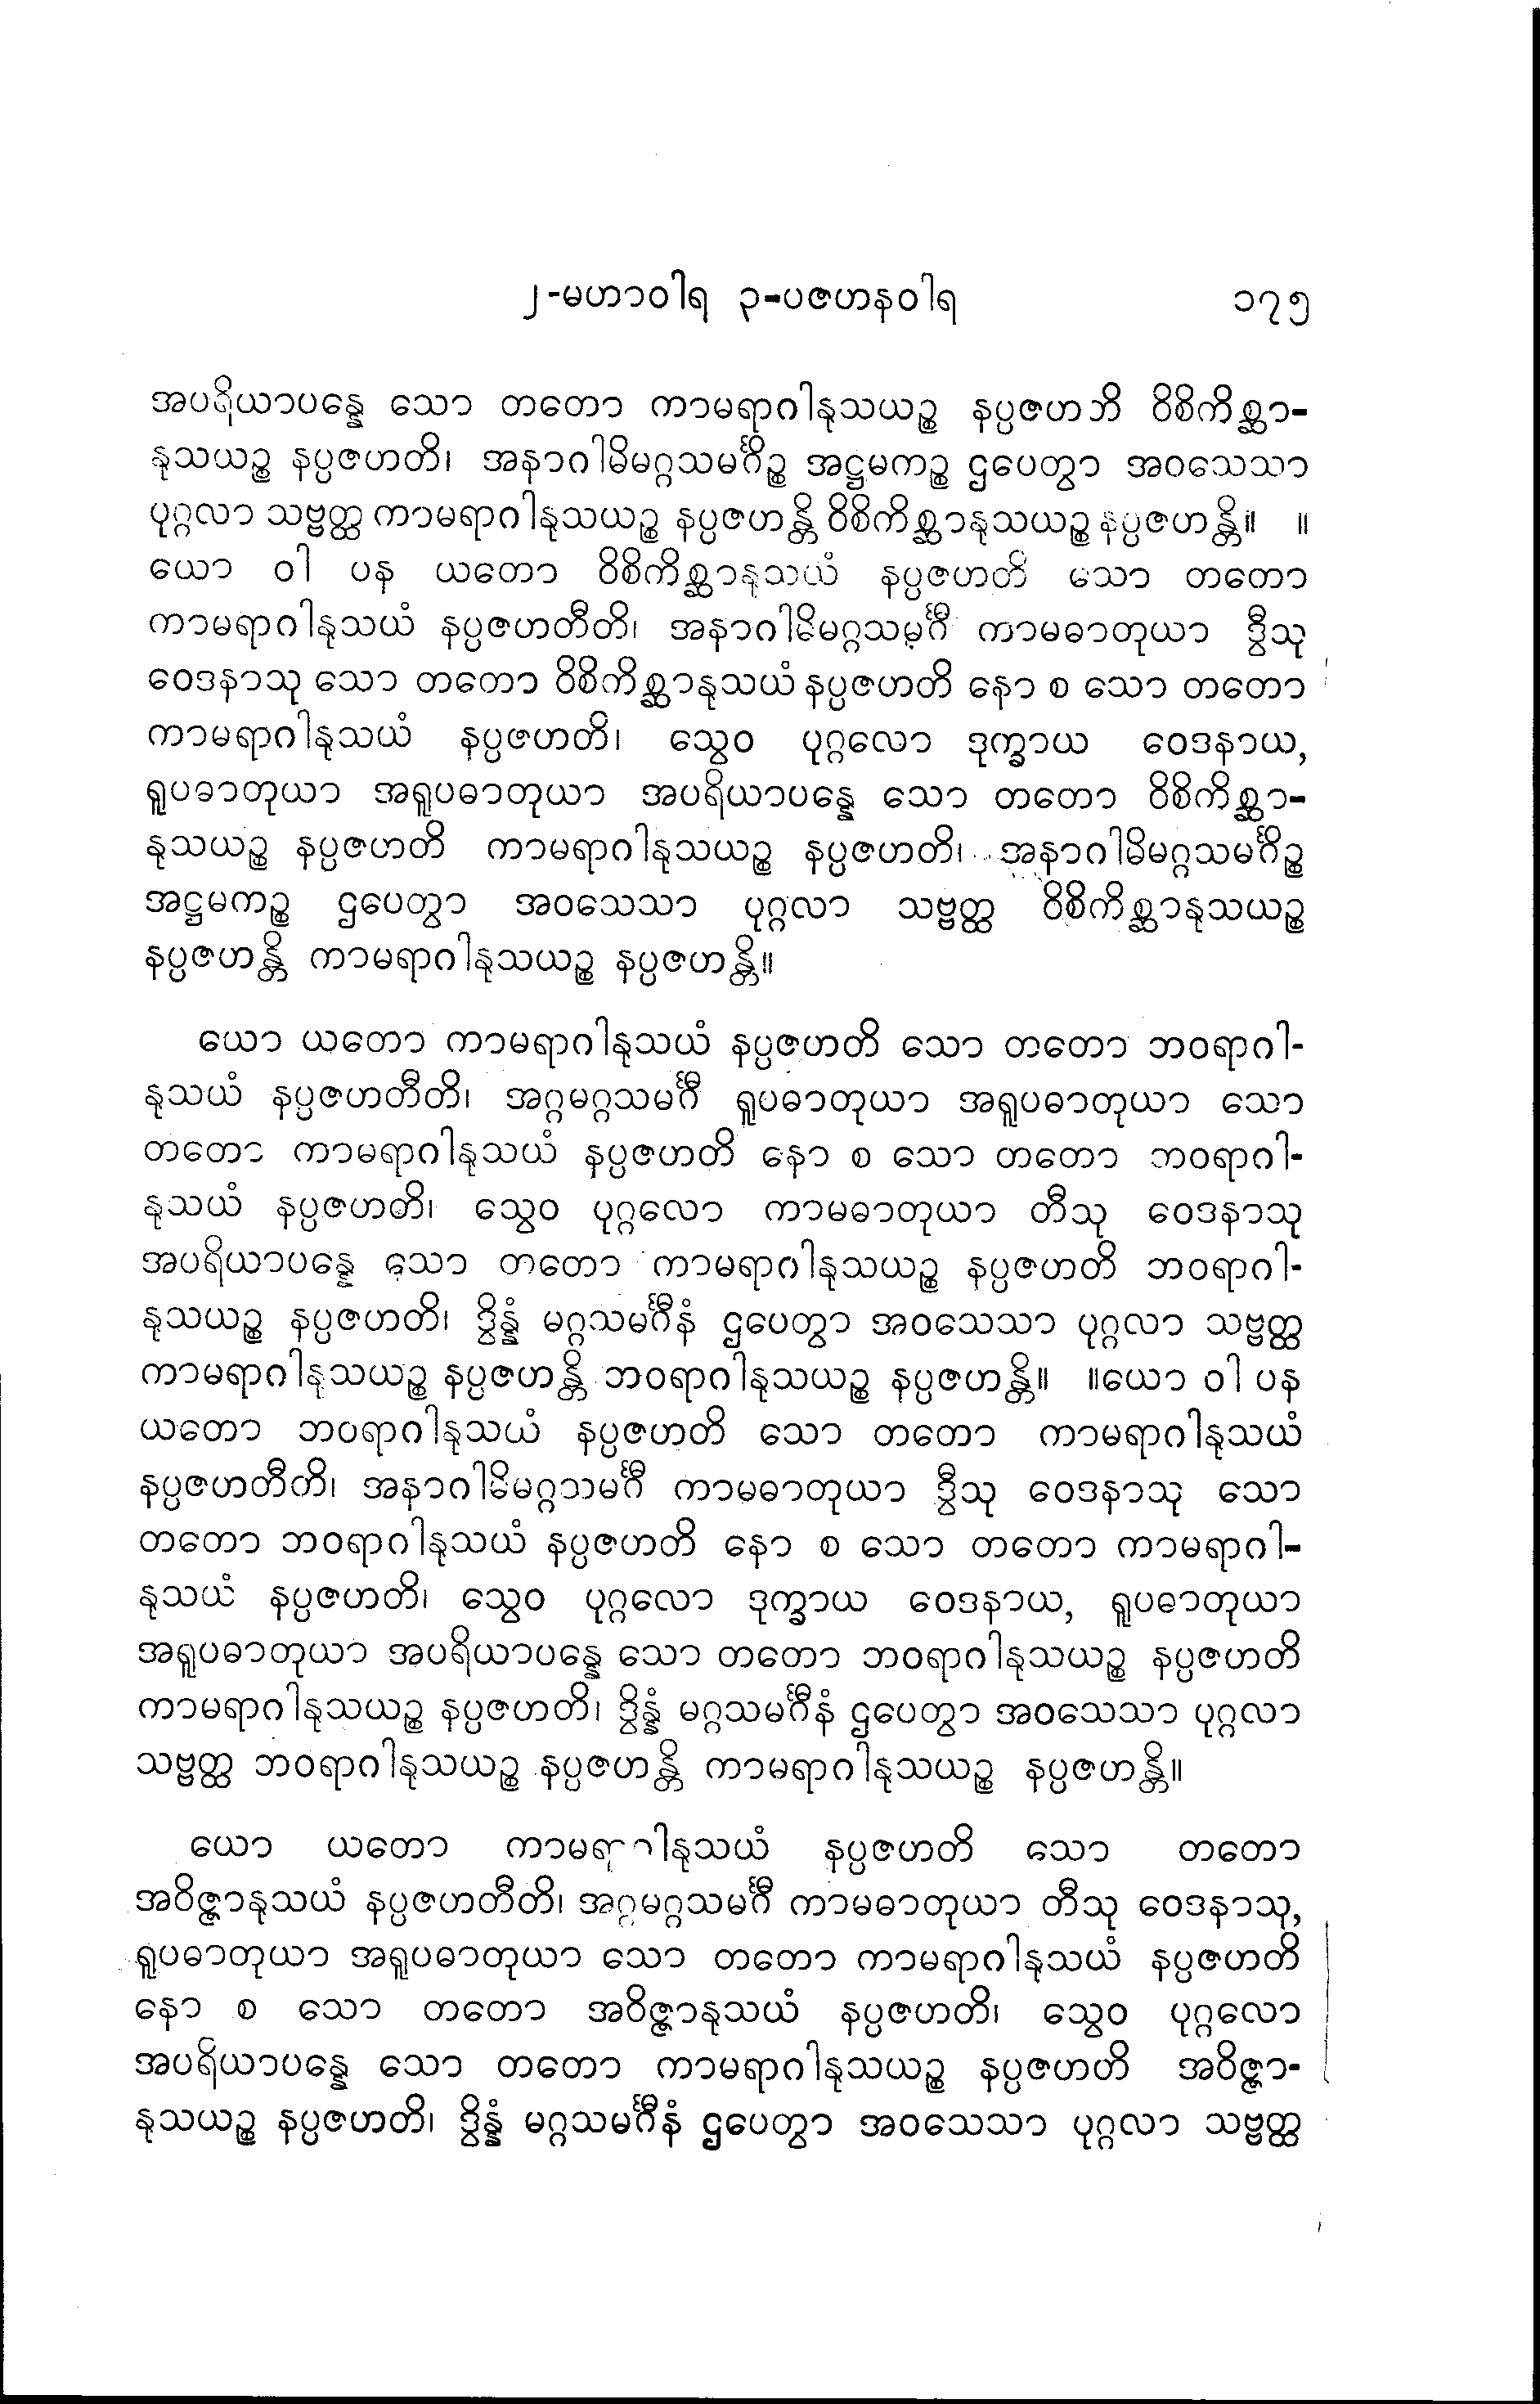 ၂-မဟာဝါရ ၃-ပဇဟနဝါရ ၁၇၅
အပရိယာပန္နေ သော တတော ကာမရာဂါနုသယဉ္စ နပ္ပဇဟတိ ဝိစိကိစ္ဆာ-
နုသယဉ္စ နပ္ပဇဟတိ၊ အနာဂါမိမဂ္ဂသမင်္ဂိဉ္စ အဋ္ဌမကဉ္စ ဌပေတွာ အဝသေသာ
ပုဂ္ဂလာ သဗ္ဗတ္ထ ကာမရာဂါနုသယဉ္စ နပ္ပဇဟန္တိ ဝိစိကိစ္ဆာနုသယဉ္စ နပ္ပဇဟန္တိ။ ။
ယော ဝါ ပန ယတော ဝိစိကိစ္ဆာနုသယံ နပ္ပဇဟတိ သော တတော
ကာမရာဂါနုသယံ နပ္ပဇဟတီတိ၊ အနာဂါမိမဂ္ဂသမင်္ဂီ ကာမဓာတုယာ ဒွီသု
ဝေဒနာသု သော တတော ဝိစိကိစ္ဆာနုသယံ နပ္ပဇဟတိ နော စ သော တတော
ကာမရာဂါနုသယံ နပ္ပဇဟတိ၊ သွေဝ ပုဂ္ဂလော ဒုက္ခာယ ဝေဒနာယ,
ရူပဓာတုယာ အရူပဓာတုယာ အပရိယာပန္နေ သော တတော ဝိစိကိစ္ဆာ-
နုသယဉ္စ နပ္ပဇဟတိ ကာမရာဂါနုသယဉ္စ နပ္ပဇဟတိ၊ အနာဂါမိမဂ္ဂသမင်္ဂိဉ္စ
အဋ္ဌမကဉ္စ ဌပေတွာ အဝသေသာ ပုဂ္ဂလာ သဗ္ဗတ္ထ ဝိစိကိစ္ဆာနုသယဉ္စ
နပ္ပဇဟန္တိ ကာမရာဂါနုသယဉ္စ နပ္ပဇဟန္တိ။
ယော ယတော ကာမရာဂါနုသယံ နပ္ပဇဟတိ သော တတော ဘဝရာဂါ-
နုသယံ နပ္ပဇဟတီတိ၊ အဂ္ဂမဂ္ဂသမင်္ဂီ ရူပဓာတုယာ အရူပဓာတုယာ သော
တတော ကာမရာဂါနုသယံ နပ္ပဇဟတိ နော စ သော တတော ဘဝရာဂါ-
နုသယံ နပ္ပဇဟတိ၊ သွေဝ ပုဂ္ဂလော ကာမဓာတုယာ တီသု ဝေဒနာသု
အပရိယာပန္နေ သော တတော ကာမရာဂါနုသယဉ္စ နပ္ပဇဟတိ ဘဝရာဂါ-
နုသယဉ္စ နပ္ပဇဟတိ၊ ဒွိန္နံ မဂ္ဂသမင်္ဂီနံ ဌပေတွာ အဝသေသာ ပုဂ္ဂလာ သဗ္ဗတ္ထ
ကာမရာဂါနုသယဉ္စ နပ္ပဇဟန္တိ ဘဝရာဂါနုသယဉ္စ နပ္ပဇဟန္တိ။ ။ယော ဝါ ပန
ယတော ဘဝရာဂါနုသယံ နပ္ပဇဟတိ သော တတော ကာမရာဂါနုသယံ
နပ္ပဇဟတီတိ၊ အနာဂါမိမဂ္ဂသမင်္ဂီ ကာမဓာတုယာ ဒွီသု ဝေဒနာသု သော
တတော ဘဝရာဂါနုသယံ နပ္ပဇဟတိ နော စ သော တတော ကာမရာဂါ-
နုသယံ နပ္ပဇဟတိ၊ သွေဝ ပုဂ္ဂလော ဒုက္ခာယ ဝေဒနာယ, ရူပဓာတုယာ
အရူပဓာတုယာ အပရိယာပန္နေ သော တတော ဘဝရာဂါနုသယဉ္စ နပ္ပဇဟတိ
ကာမရာဂါနုသယဉ္စ နပ္ပဇဟတိ၊ ဒွိန္နံ မဂ္ဂသမင်္ဂီနံ ဌပေတွာ အဝသေသာ ပုဂ္ဂလာ
သဗ္ဗတ္ထ ဘဝရာဂါနုသယဉ္စ နပ္ပဇဟန္တိ ကာမရာဂါနုသယဉ္စ နပ္ပဇဟန္တိ။
ယော ယတော ကာမရာဂါနုသယံ နပ္ပဇဟတိ သော တတော
အဝိဇ္ဇာနုသယံ နပ္ပဇဟတီတိ၊ အဂ္ဂမဂ္ဂသမင်္ဂီ ကာမဓာတုယာ တီသု ဝေဒနာသု,
ရူပဓာတုယာ အရူပဓာတုယာ သော တတော ကာမရာဂါနုသယံ နပ္ပဇဟတိ
နော စ သော တတော အဝိဇ္ဇာနုသယံ နပ္ပဇဟတိ၊ သွေဝ ပုဂ္ဂလော
အပရိယာပန္နေ သော တတော ကာမရာဂါနုသယဉ္စ နပ္ပဇဟတိ အဝိဇ္ဇာ-
နုသယဉ္စ နပ္ပဇဟတိ၊ ဒွိန္နံ မဂ္ဂသမင်္ဂီနံ ဌပေတွာ အဝသေသာ ပုဂ္ဂလာ သဗ္ဗတ္ထ